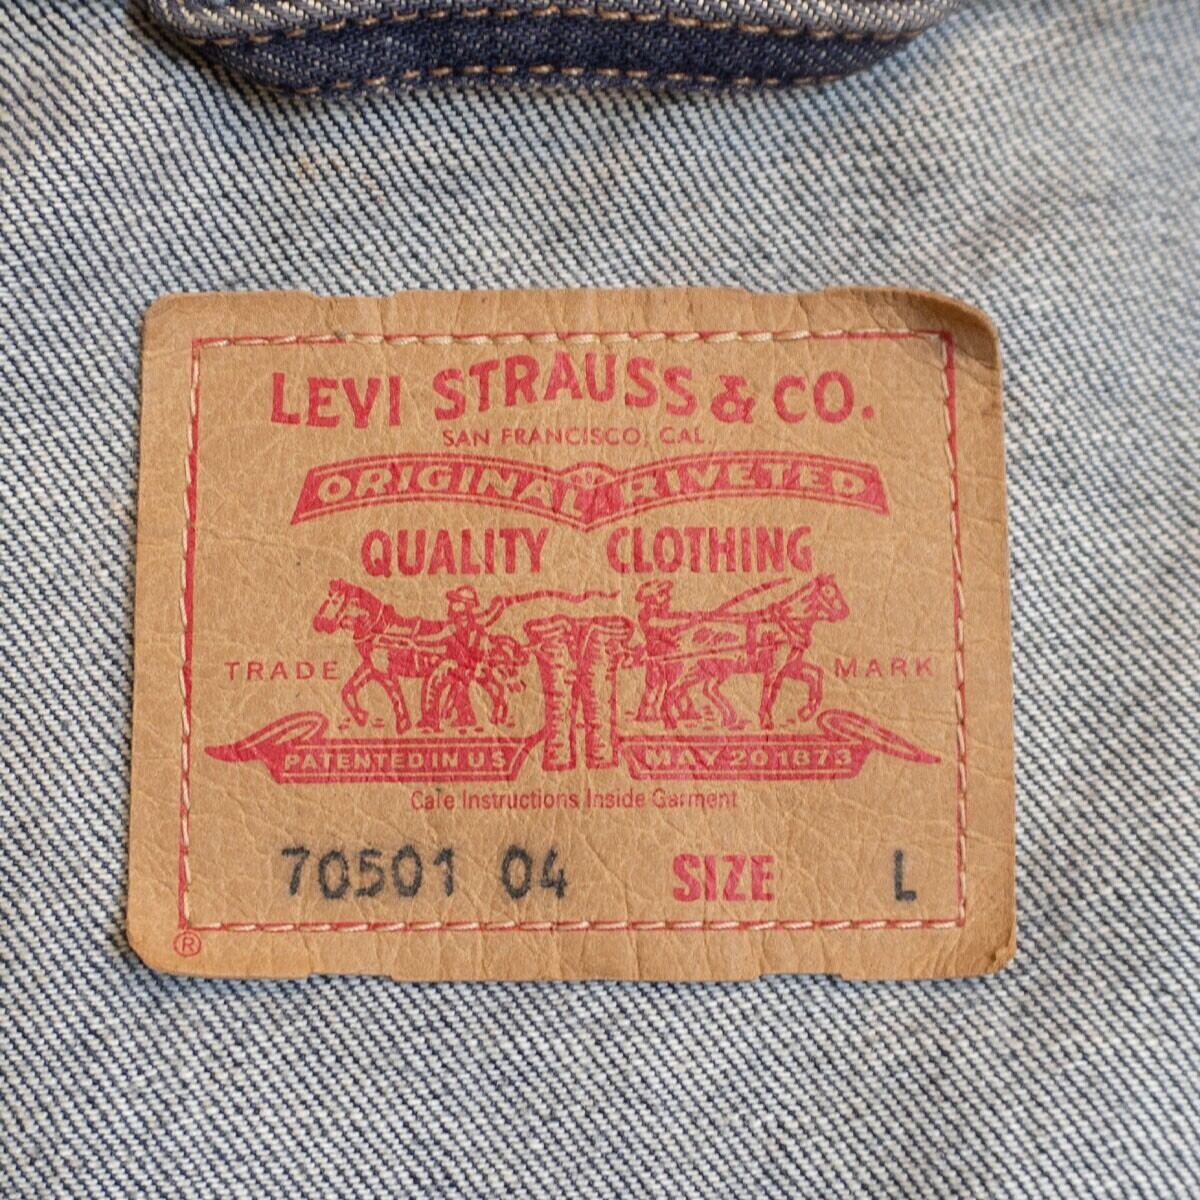 LEVI STRAUSS & CO.
SAN FRANCISCO, CAL.
ORIGINAL RIVETED
QUALITY CLOTHING
TRADE MARK
PATENTED IN US MAY 20 1873
Care Instructions Inside Garment
70501 04 SIZE L
®